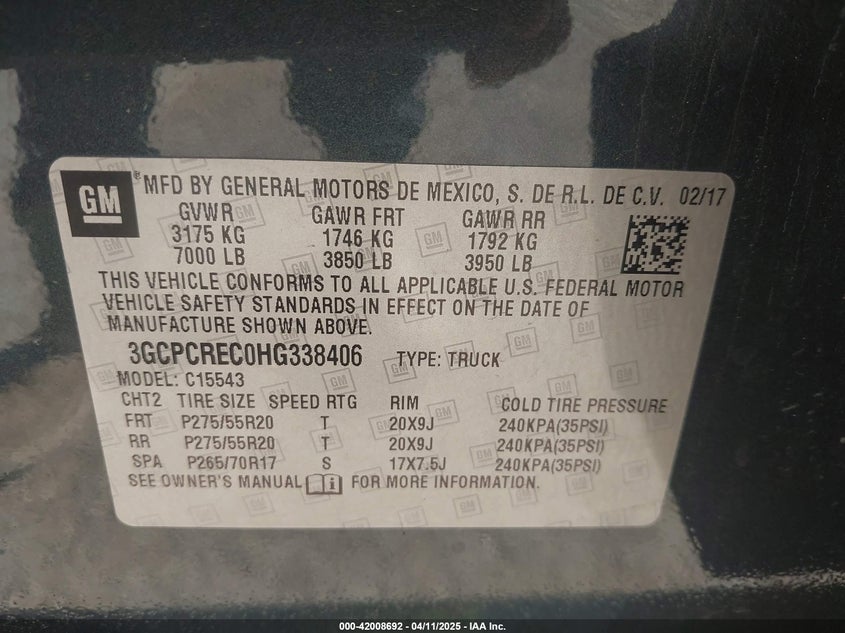 GM
® MFD BY GENERAL MOTORS DE MEXICO, S. DE R.L. DE C.V. 02/17
GVWR GAWR FRT GAWR RR
3175 KG 1746 KG 1792 KG
7000 LB 3850 LB 3950 LB
THIS VEHICLE CONFORMS TO ALL APPLICABLE U.S. FEDERAL MOTOR
VEHICLE SAFETY STANDARDS IN EFFECT ON THE DATE OF
MANUFACTURE SHOWN ABOVE.
3GCPCREC0HG338406 TYPE: TRUCK
MODEL: C15543
CHT2 TIRE SIZE SPEED RTG RIM COLD TIRE PRESSURE
FRT P275/55R20 T 20X9J 240KPA(35PSI)
RR P275/55R20 T 20X9J 240KPA(35PSI)
SPA P265/70R17 S 17X7.5J 240KPA(35PSI)
SEE OWNER'S MANUAL FOR MORE INFORMATION.
000-42008692 - 04/11/2025 - IAA Inc.